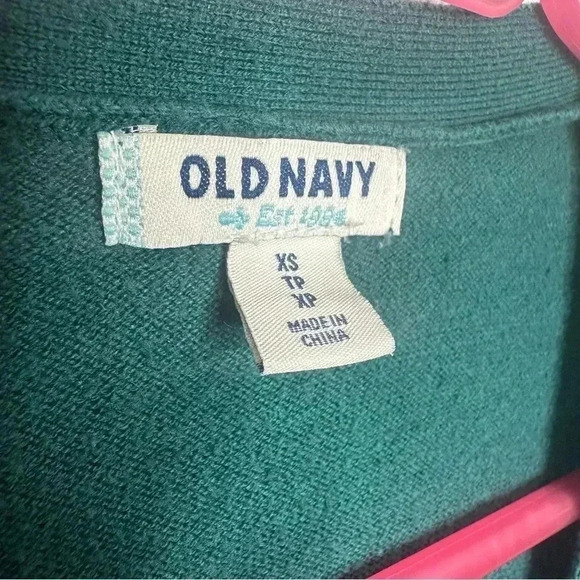 OLD NAVY
Est 1994
XS
TP
XP
MADE IN
CHINA